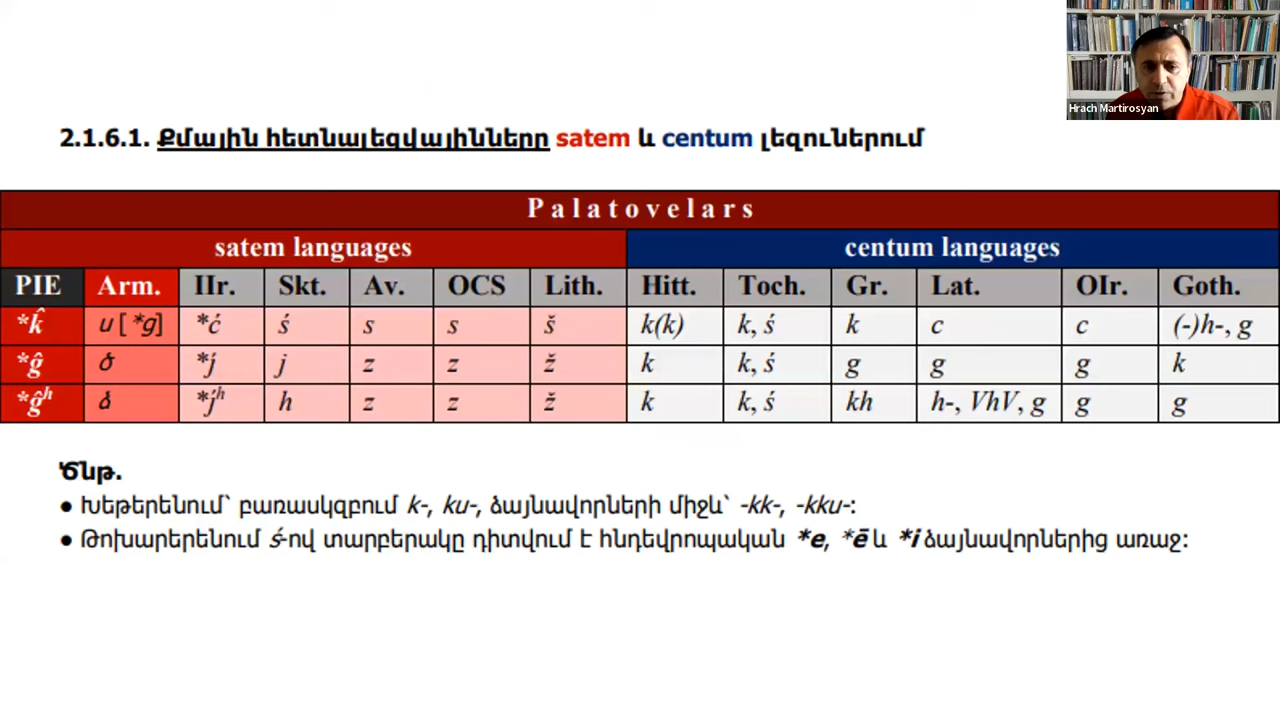 Hrach Martirosyan
2.1.6.1. Քմային հետնալեզվայինները satem և centum լեզուներում
Palatovelars
satem languages centum languages
PIE Arm. IIr. Skt. Av. OCS Lith. Hitt. Toch. Gr. Lat. OIr. Goth.
*k̂ ս [*g] *ć ś s s š k(k) k, ś k c c (-)h-, g
*ĝ ծ *j́ j z z ž k k, ś g g g k
*ĝʰ ձ *j́ʰ h z z ž k k, ś kh h-, VhV, g g g
Ծնթ.
● Խեթերենում՝ բառասկզբում k-, ku-, ձայնավորների միջև՝ -kk-, -kku-:
● Թոխարերենում ś-ով տարբերակը դիտվում է հնդեվրոպական *e, *ē և *i ձայնավորներից առաջ: